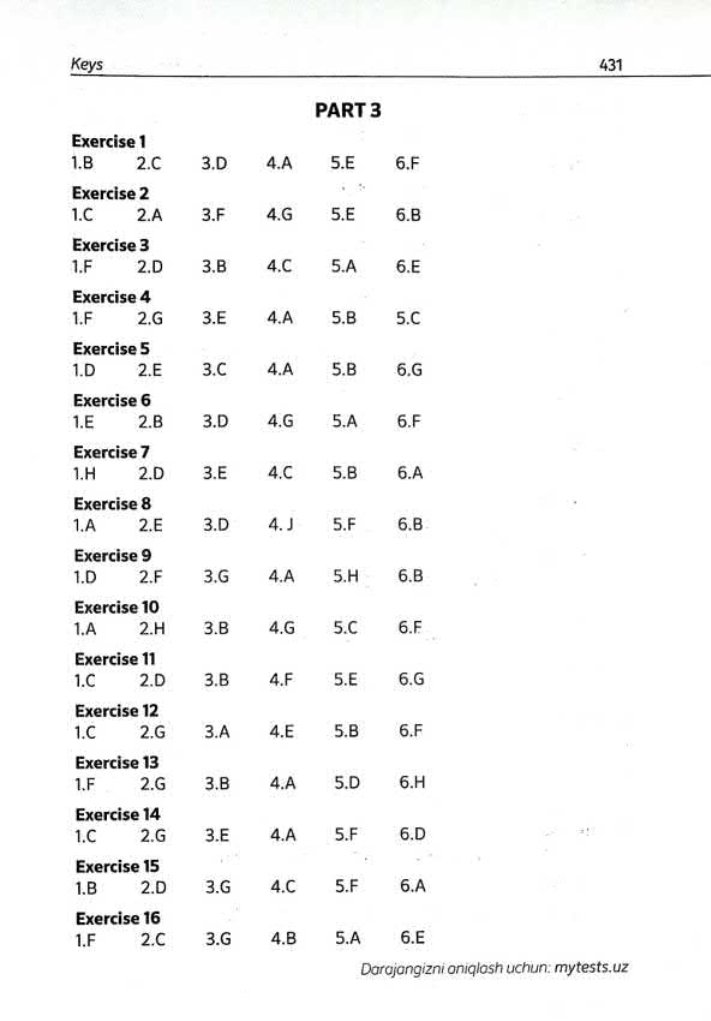 Keys 431
PART 3
Exercise 1
1.B 2.C 3.D 4.A 5.E 6.F
Exercise 2
1.C 2.A 3.F 4.G 5.E 6.B
Exercise 3
1.F 2.D 3.B 4.C 5.A 6.E
Exercise 4
1.F 2.G 3.E 4.A 5.B 5.C
Exercise 5
1.D 2.E 3.C 4.A 5.B 6.G
Exercise 6
1.E 2.B 3.D 4.G 5.A 6.F
Exercise 7
1.H 2.D 3.E 4.C 5.B 6.A
Exercise 8
1.A 2.E 3.D 4. J 5.F 6.B
Exercise 9
1.D 2.F 3.G 4.A 5.H 6.B
Exercise 10
1.A 2.H 3.B 4.G 5.C 6.F
Exercise 11
1.C 2.D 3.B 4.F 5.E 6.G
Exercise 12
1.C 2.G 3.A 4.E 5.B 6.F
Exercise 13
1.F 2.G 3.B 4.A 5.D 6.H
Exercise 14
1.C 2.G 3.E 4.A 5.F 6.D
Exercise 15
1.B 2.D 3.G 4.C 5.F 6.A
Exercise 16
1.F 2.C 3.G 4.B 5.A 6.E
Darajangizni aniqlash uchun: mytests.uz